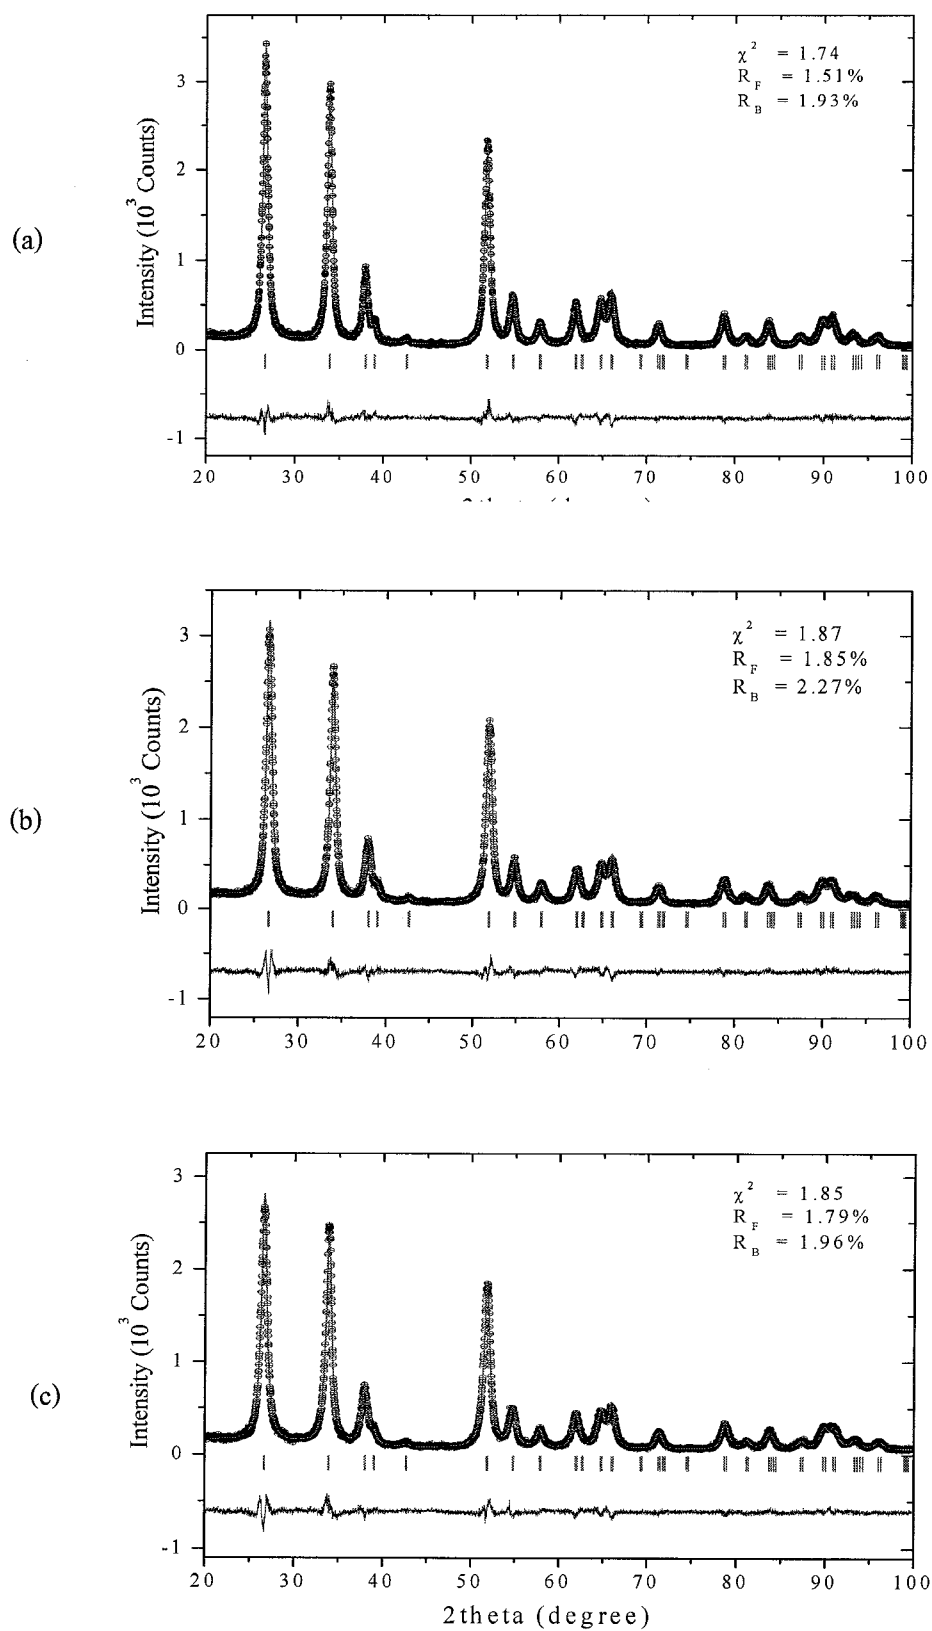 χ² = 1.74
R_F = 1.51%
R_B = 1.93%
3
2
1
0
-1
Intensity (10³ Counts)
(a)
20 30 40 50 60 70 80 90 100
χ² = 1.87
R_F = 1.85%
R_B = 2.27%
3
2
1
0
-1
Intensity (10³ Counts)
(b)
20 30 40 50 60 70 80 90 100
χ² = 1.85
R_F = 1.79%
R_B = 1.96%
3
2
1
0
-1
Intensity (10³ Counts)
(c)
20 30 40 50 60 70 80 90 100
2theta (degree)